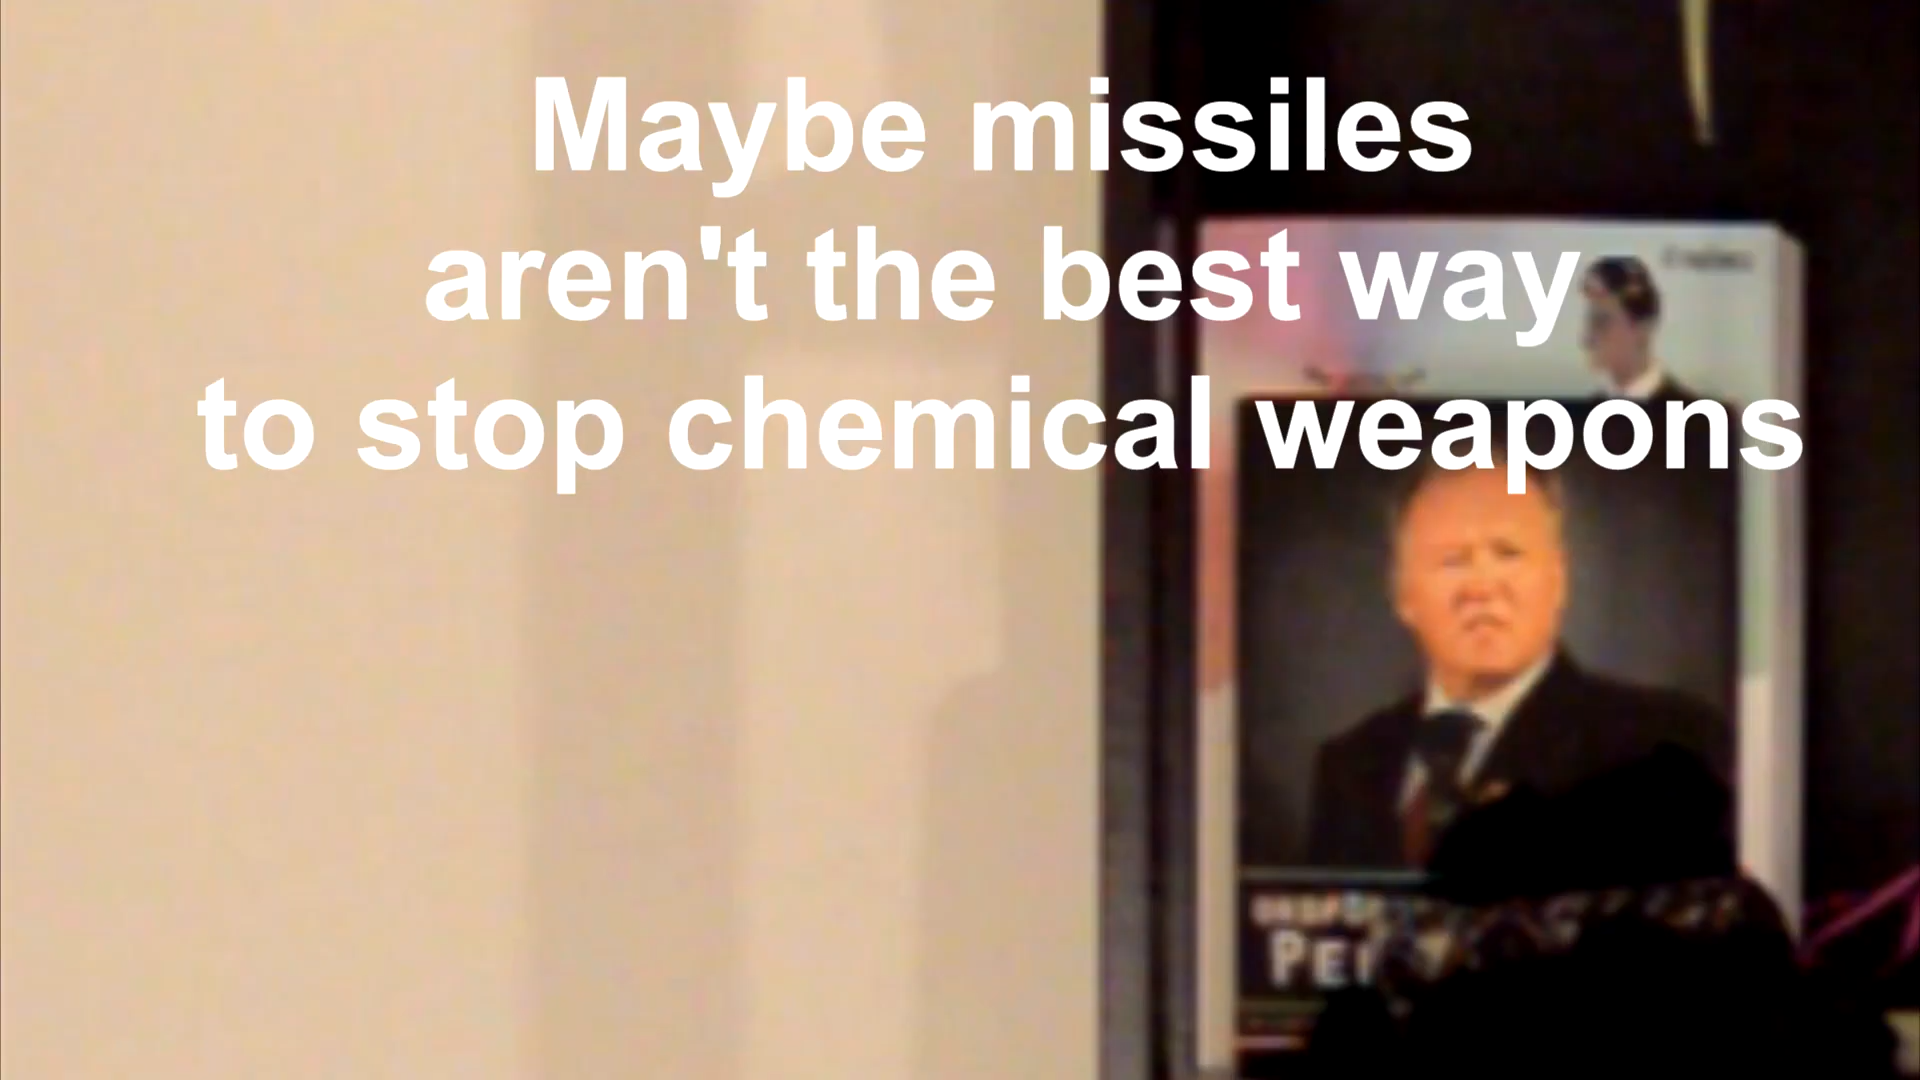 Maybe missiles
aren't the best way
to stop chemical weapons